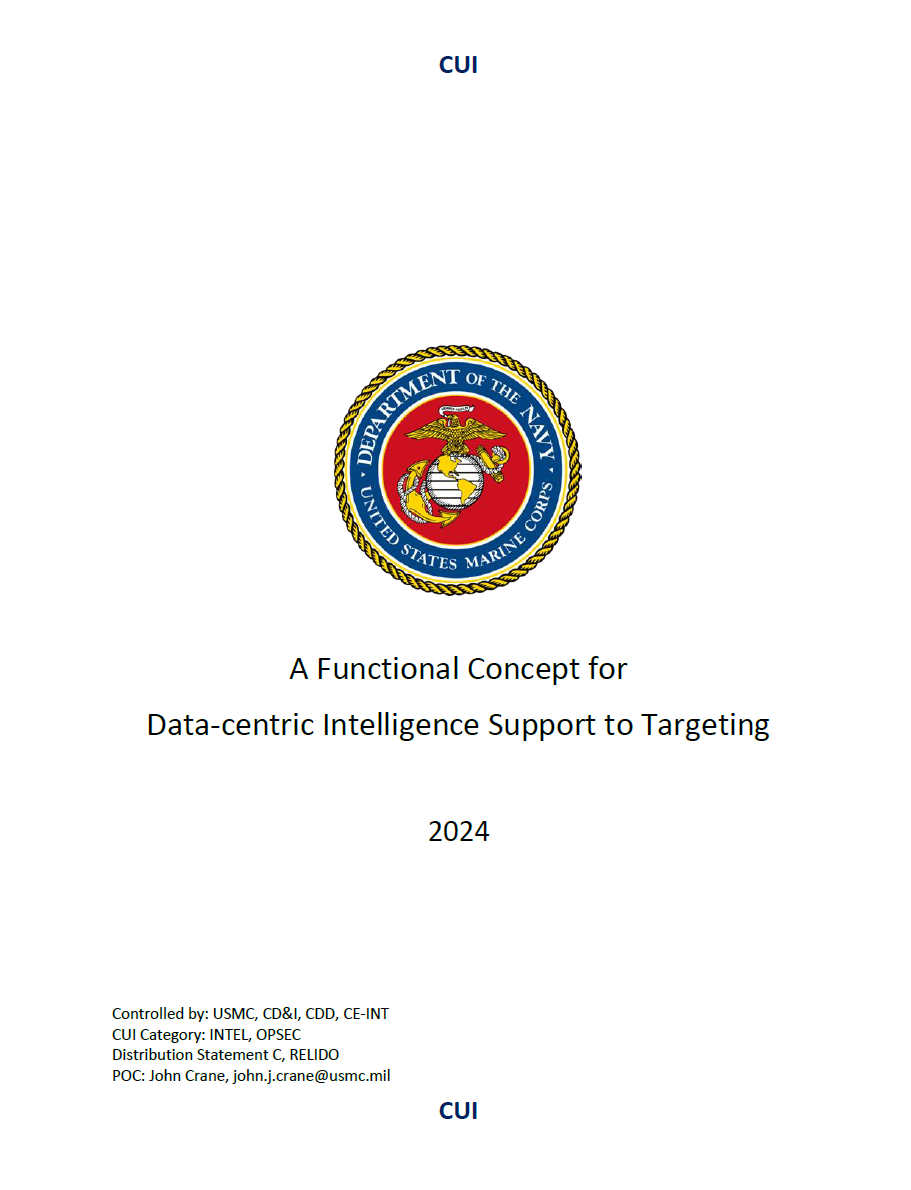 CUI
DEPARTMENT OF THE NAVY
UNITED STATES MARINE CORPS
A Functional Concept for
Data-centric Intelligence Support to Targeting
2024
Controlled by: USMC, CD&I, CDD, CE-INT
CUI Category: INTEL, OPSEC
Distribution Statement C, RELIDO
POC: John Crane, john.j.crane@usmc.mil
CUI